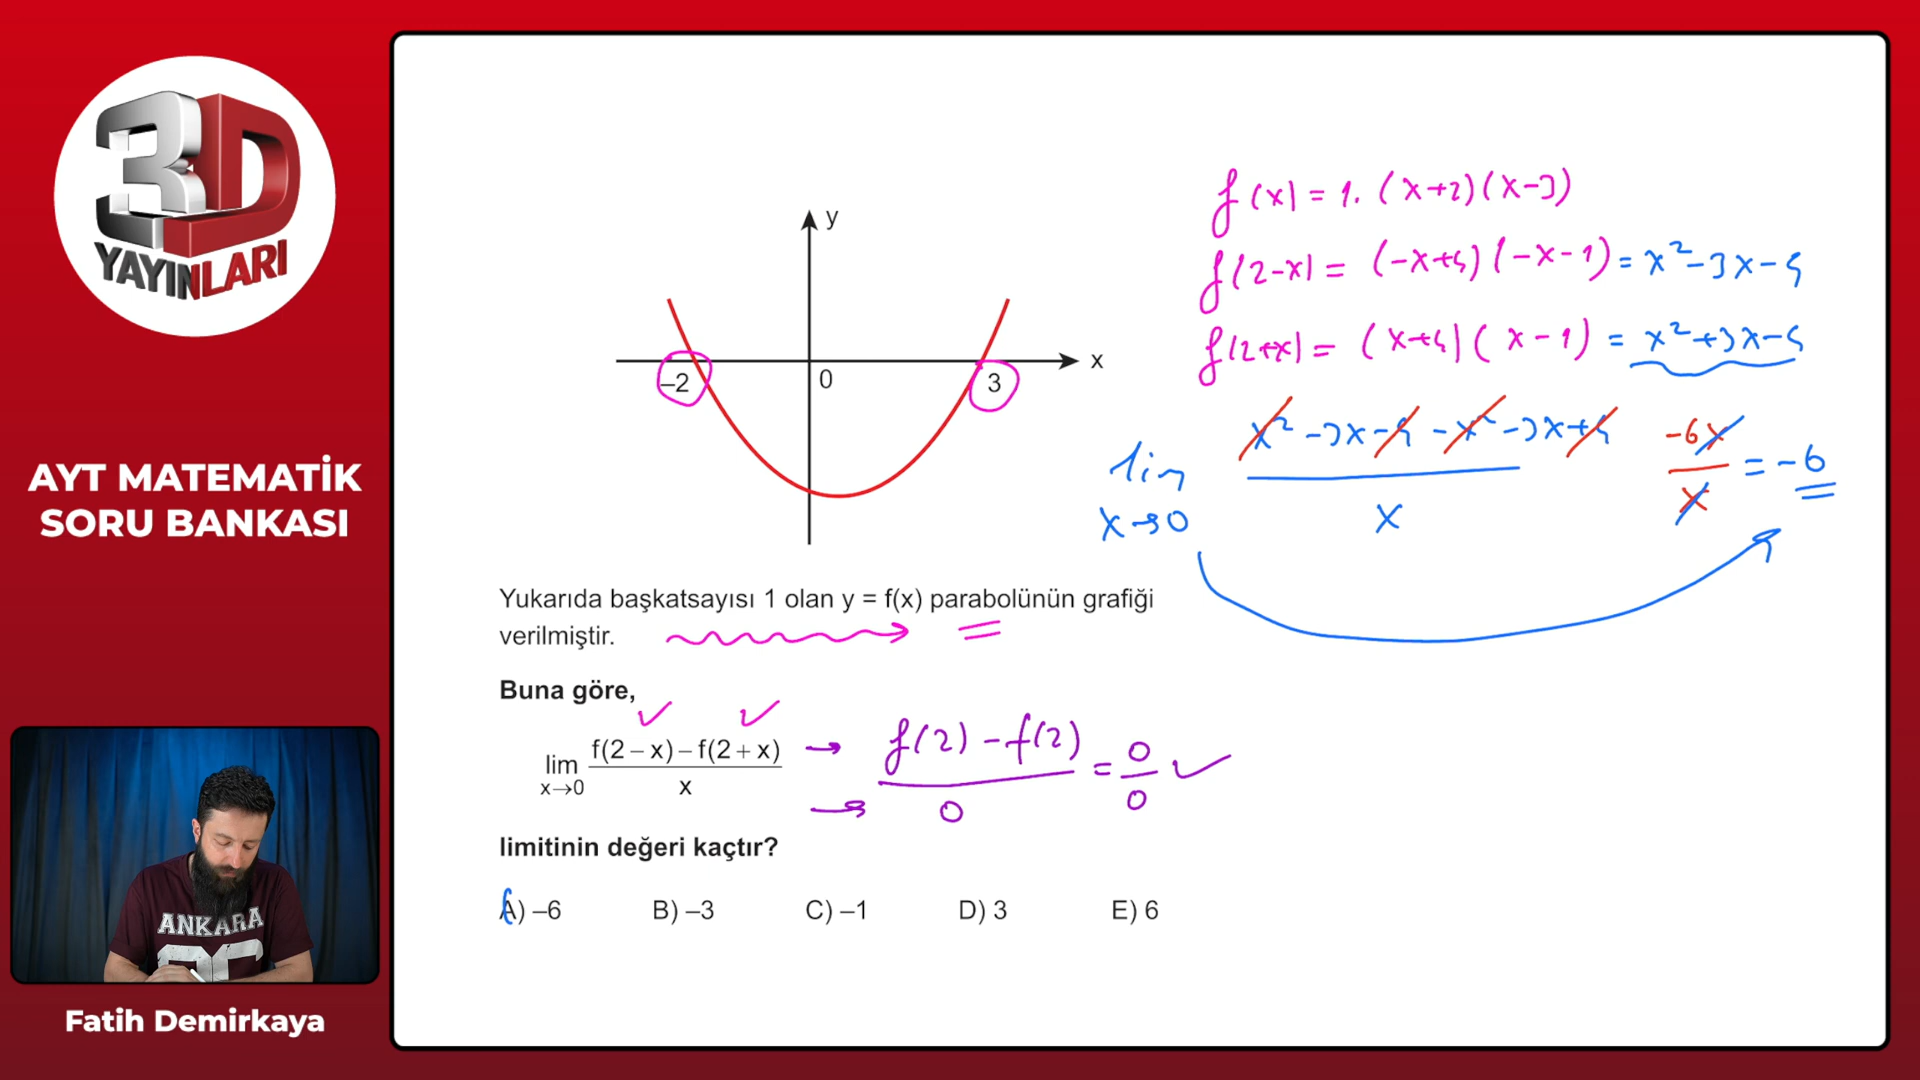 3D
YAYINLARI
AYT MATEMATİK
SORU BANKASI
ANKARA
Fatih Demirkaya
y
x
-2
0
3
f(x) = 1. (x+2)(x-3)
f(2-x) = (-x+4)(-x-1) = x²-3x-4
f(2+x) = (x+4)(x-1) = x²+3x-4
lim x→0 (x²-3x-4-x²-3x+4)/x -6x/x = -6
Yukarıda başkatsayısı 1 olan y = f(x) parabolünün grafiği
verilmiştir.
Buna göre,
lim x→0 (f(2-x)-f(2+x))/x → (f(2)-f(2))/0 = 0/0
limitinin değeri kaçtır?
A) –6 B) –3 C) –1 D) 3 E) 6